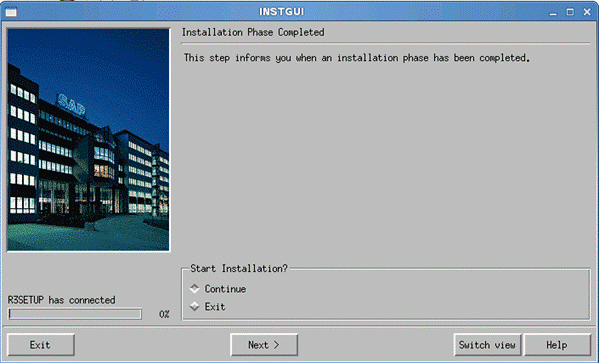 INSTGUI
Installation Phase Completed
This step informs you when an installation phase has been completed.
SAP
Start Installation?
Continue
Exit
R3SETUP has connected
0%
Exit
Next >
Switch view
Help